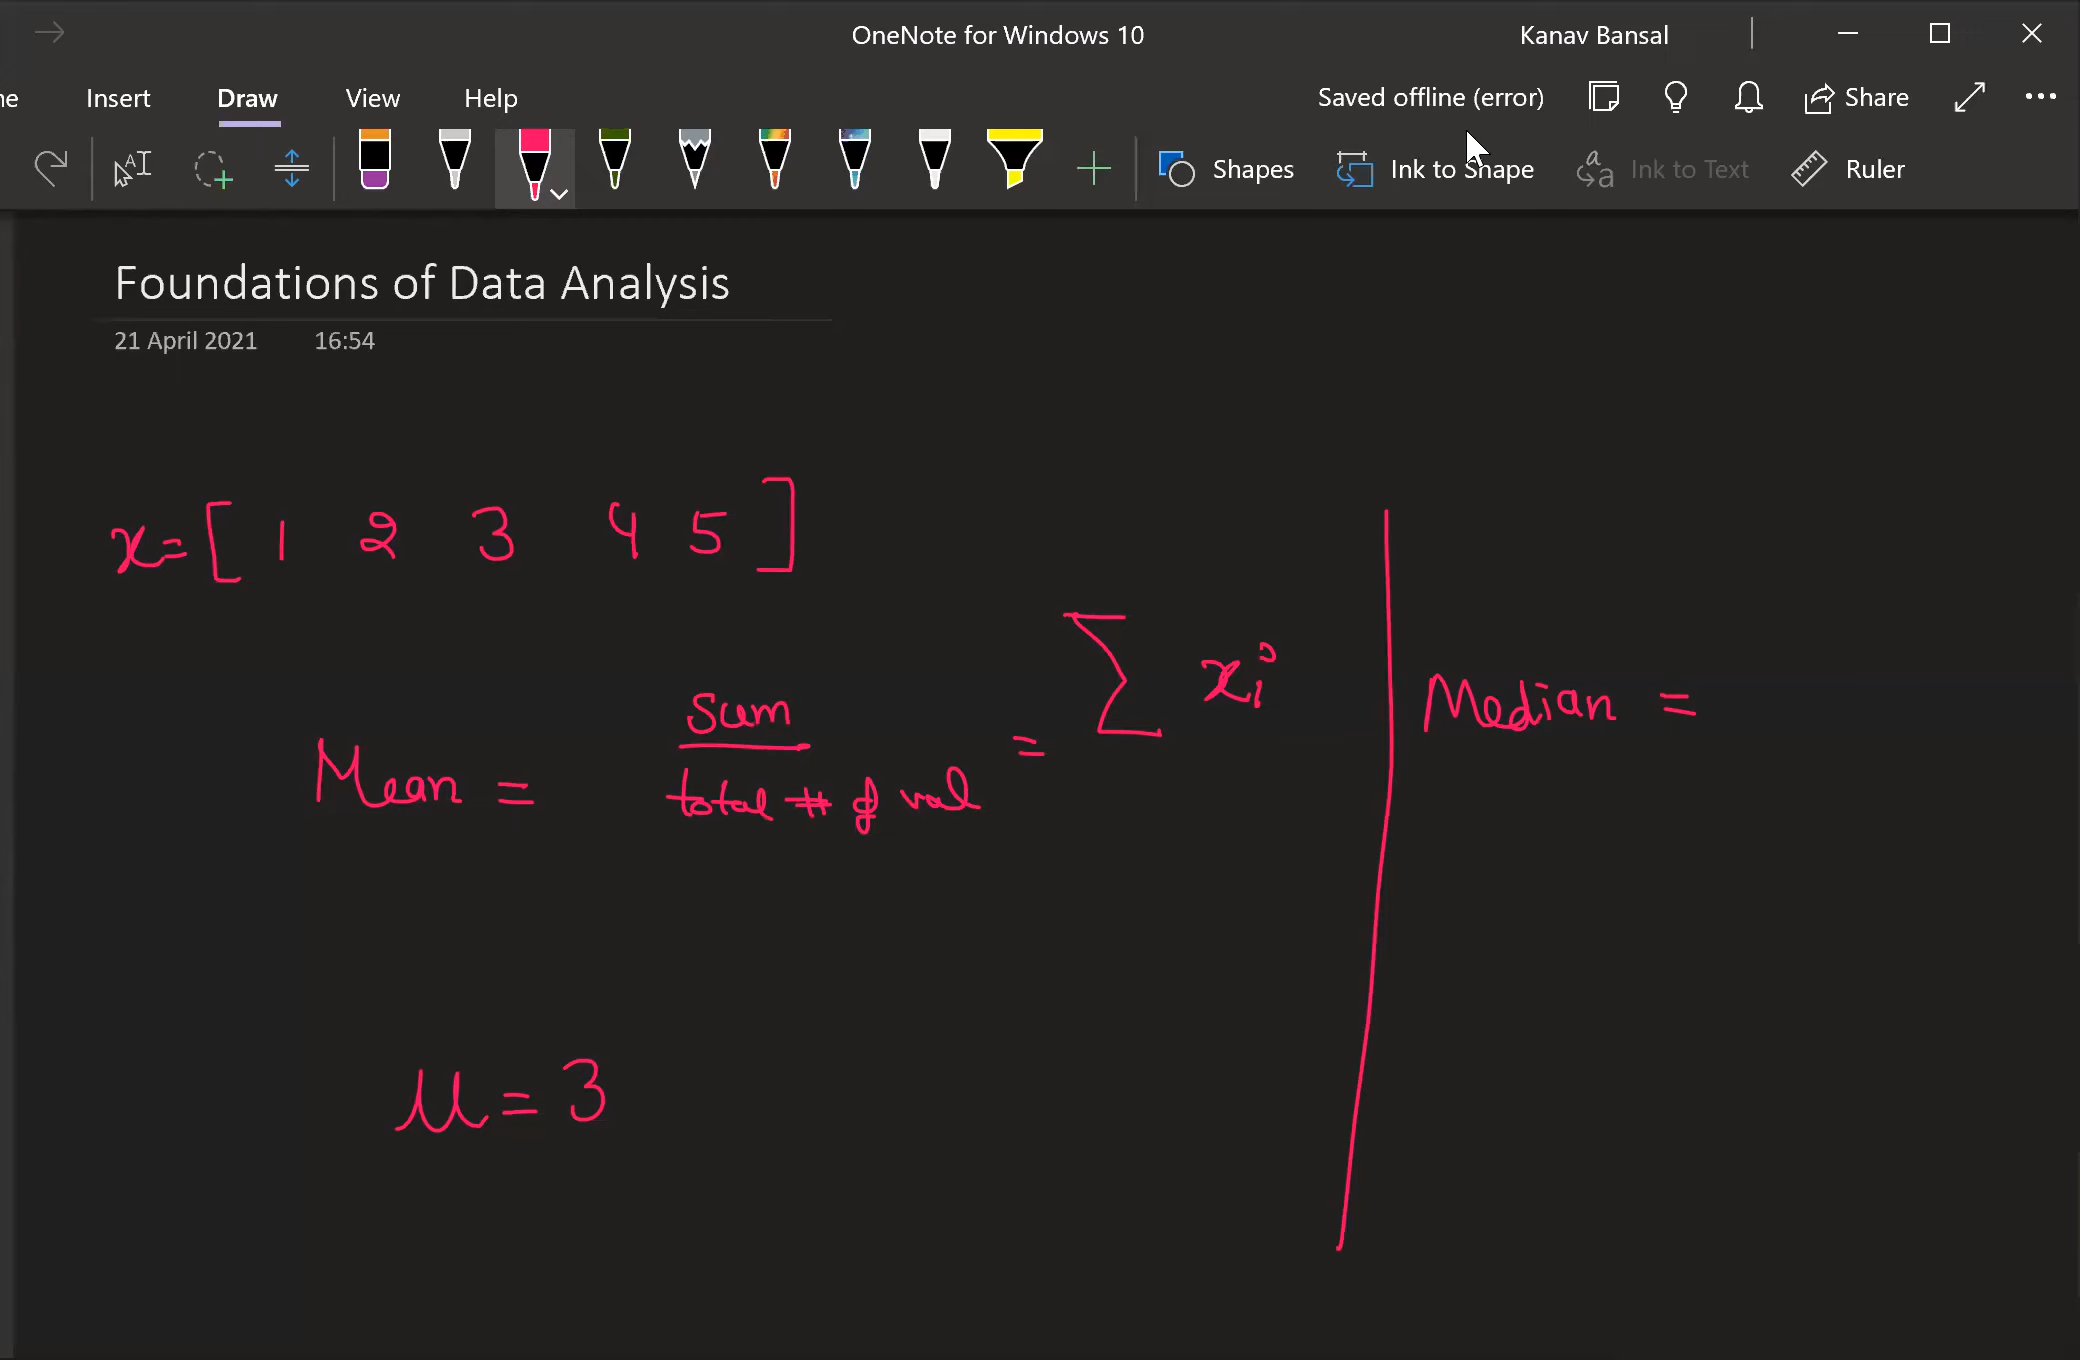 OneNote for Windows 10 Kanav Bansal
Insert Draw View Help Saved offline (error) Share
Shapes Ink to Shape Ink to Text Ruler
Foundations of Data Analysis
21 April 2021 16:54
x = [ 1 2 3 4 5 ]
Mean = sum / total # of val = ∑ xi
Median =
μ = 3